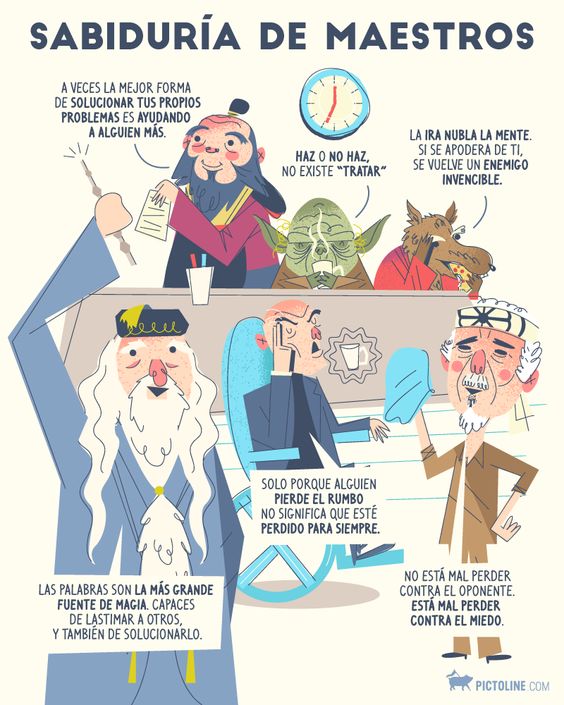 SABIDURÍA DE MAESTROS
A VECES LA MEJOR FORMA
DE SOLUCIONAR TUS PROPIOS
PROBLEMAS ES AYUDANDO
A ALGUIEN MÁS.
HAZ O NO HAZ,
NO EXISTE “TRATAR”
LA IRA NUBLA LA MENTE.
SI SE APODERA DE TI,
SE VUELVE UN ENEMIGO
INVENCIBLE.
SOLO PORQUE ALGUIEN
PIERDE EL RUMBO
NO SIGNIFICA QUE ESTÉ
PERDIDO PARA SIEMPRE.
LAS PALABRAS SON LA MÁS GRANDE
FUENTE DE MAGIA. CAPACES
DE LASTIMAR A OTROS,
Y TAMBIÉN DE SOLUCIONARLO.
NO ESTÁ MAL PERDER
CONTRA EL OPONENTE.
ESTÁ MAL PERDER
CONTRA EL MIEDO.
PICTOLINE.COM